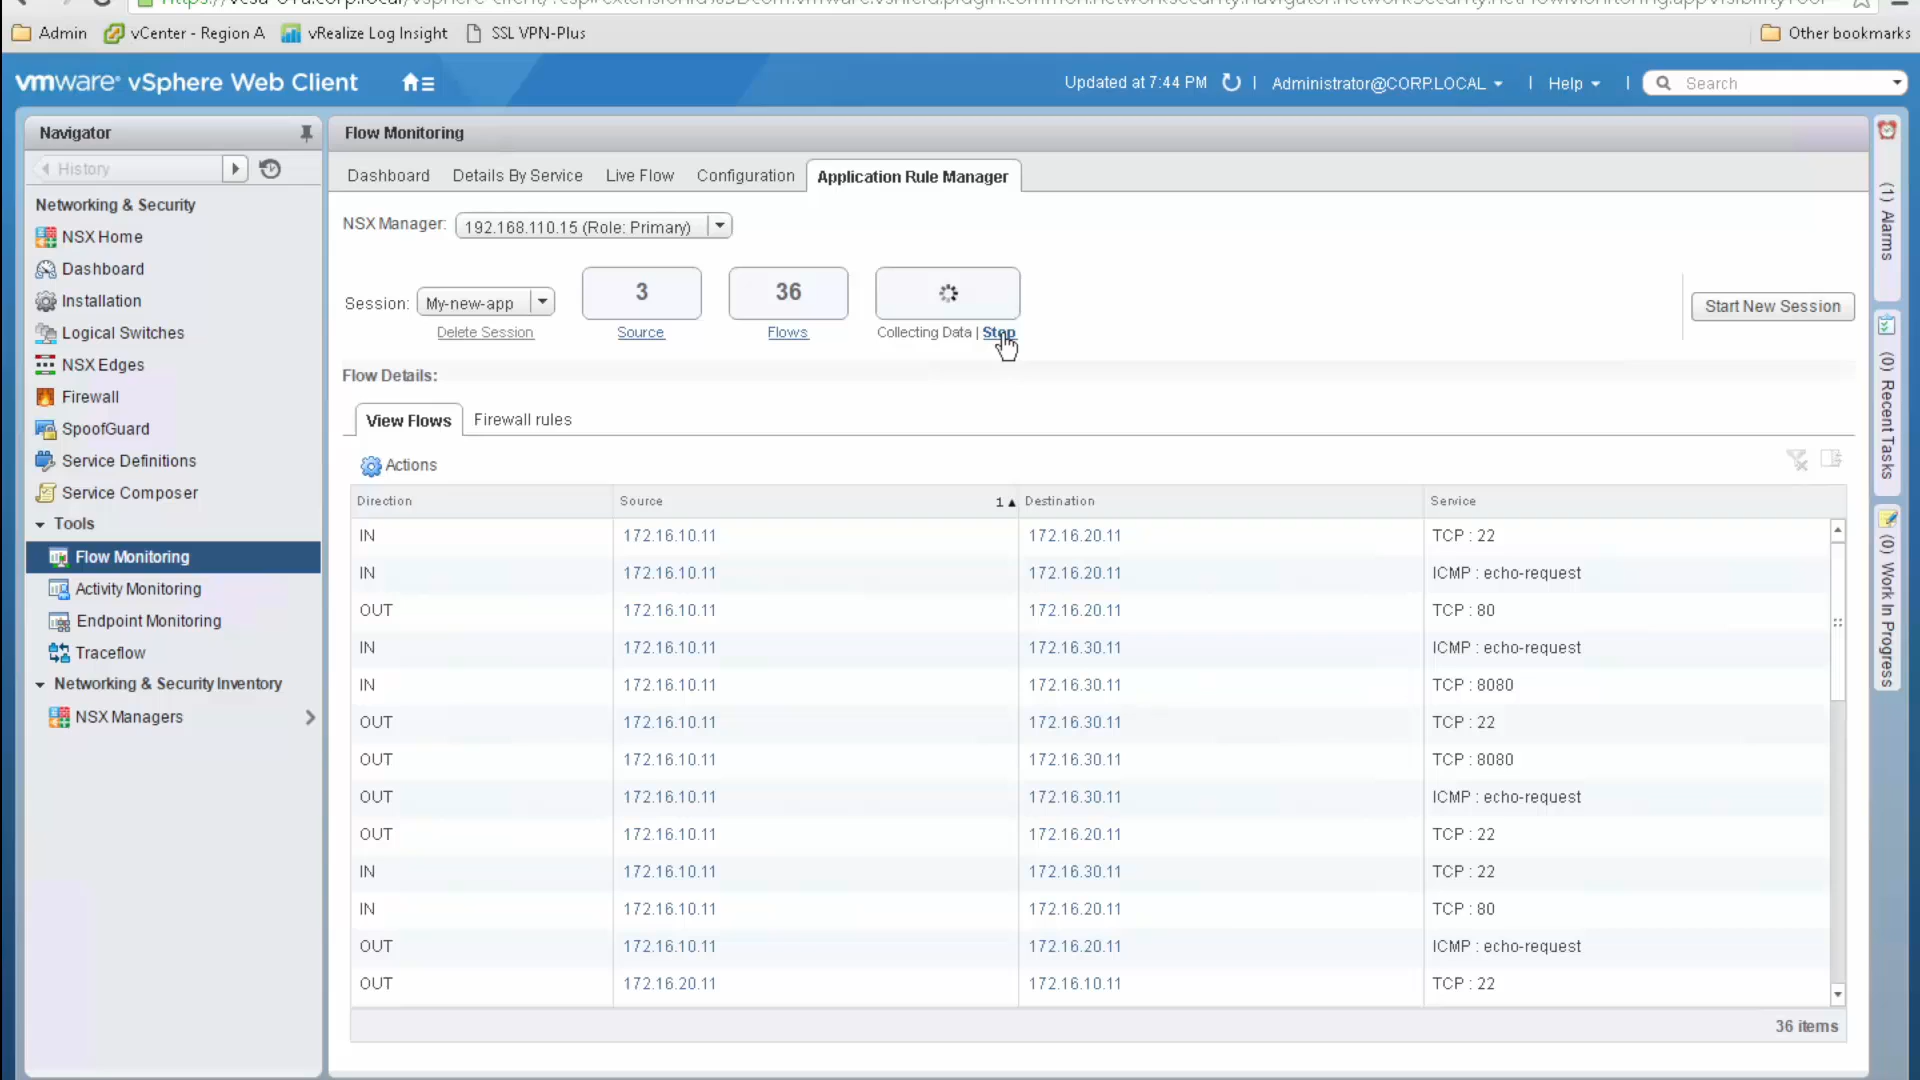 Admin vCenter - Region A vRealize Log Insight SSL VPN-Plus Other bookmarks
vmware® vSphere Web Client Updated at 7:44 PM | Administrator@CORP.LOCAL | Help | Search
Navigator
History
Networking & Security
NSX Home
Dashboard
Installation
Logical Switches
NSX Edges
Firewall
SpoofGuard
Service Definitions
Service Composer
Tools
Flow Monitoring
Activity Monitoring
Endpoint Monitoring
Traceflow
Networking & Security Inventory
NSX Managers
Flow Monitoring
Dashboard Details By Service Live Flow Configuration Application Rule Manager
NSX Manager: 192.168.110.15 (Role: Primary)
Session: My-new-app 3 36 Start New Session
Delete Session Source Flows Collecting Data | Stop
Flow Details:
View Flows Firewall rules
Actions
Direction Source 1 Destination Service
IN 172.16.10.11 172.16.20.11 TCP : 22
IN 172.16.10.11 172.16.20.11 ICMP : echo-request
OUT 172.16.10.11 172.16.20.11 TCP : 80
IN 172.16.10.11 172.16.30.11 ICMP : echo-request
IN 172.16.10.11 172.16.30.11 TCP : 8080
OUT 172.16.10.11 172.16.30.11 TCP : 22
OUT 172.16.10.11 172.16.30.11 TCP : 8080
OUT 172.16.10.11 172.16.30.11 ICMP : echo-request
OUT 172.16.10.11 172.16.20.11 TCP : 22
IN 172.16.10.11 172.16.30.11 TCP : 22
IN 172.16.10.11 172.16.20.11 TCP : 80
OUT 172.16.10.11 172.16.20.11 ICMP : echo-request
OUT 172.16.20.11 172.16.10.11 TCP : 22
36 items
(1) Alarms
(0) Recent Tasks
(0) Work In Progress